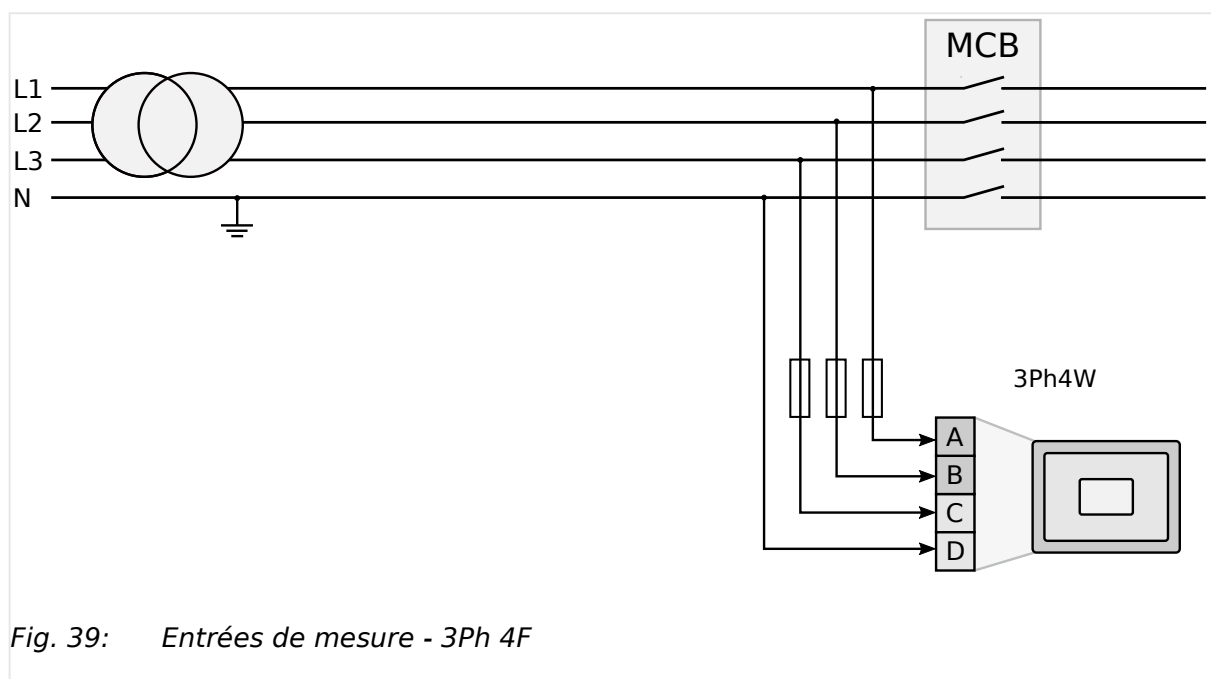 MCB
L1
L2
L3
N
3Ph4W
A
B
C
D
Fig. 39: Entrées de mesure - 3Ph 4F